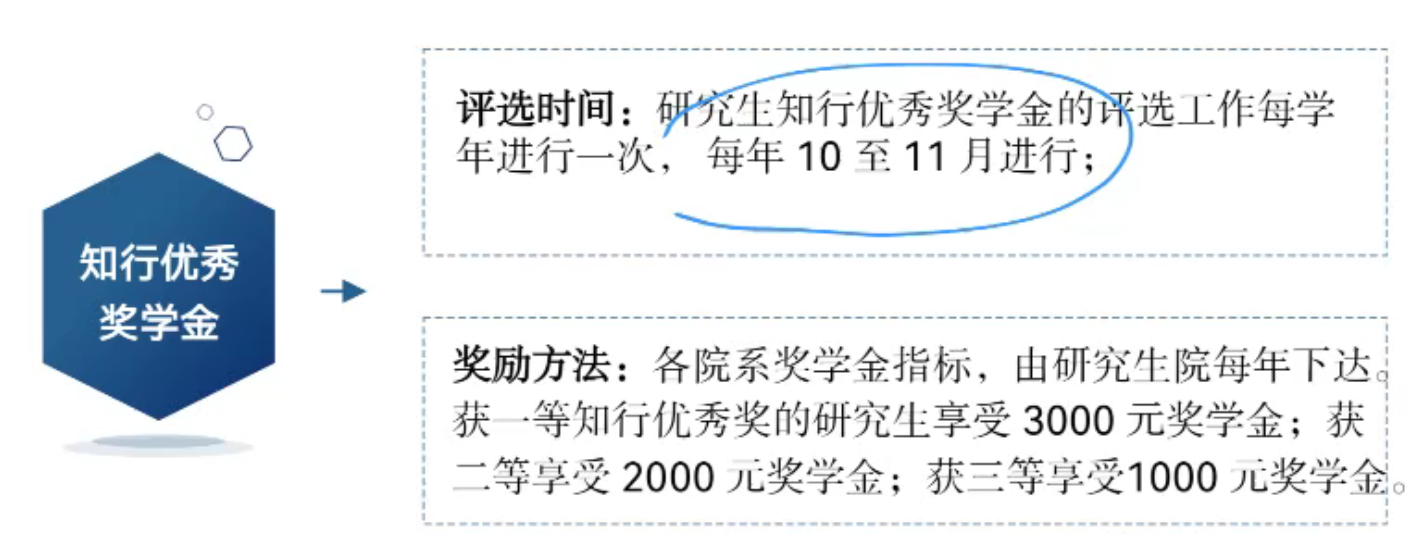 知行优秀
奖学金
评选时间：研究生知行优秀奖学金的评选工作每学
年进行一次， 每年 10 至 11 月进行；
奖励方法：各院系奖学金指标，由研究生院每年下达。
获一等知行优秀奖的研究生享受 3000 元奖学金；获
二等享受 2000 元奖学金；获三等享受1000 元奖学金。